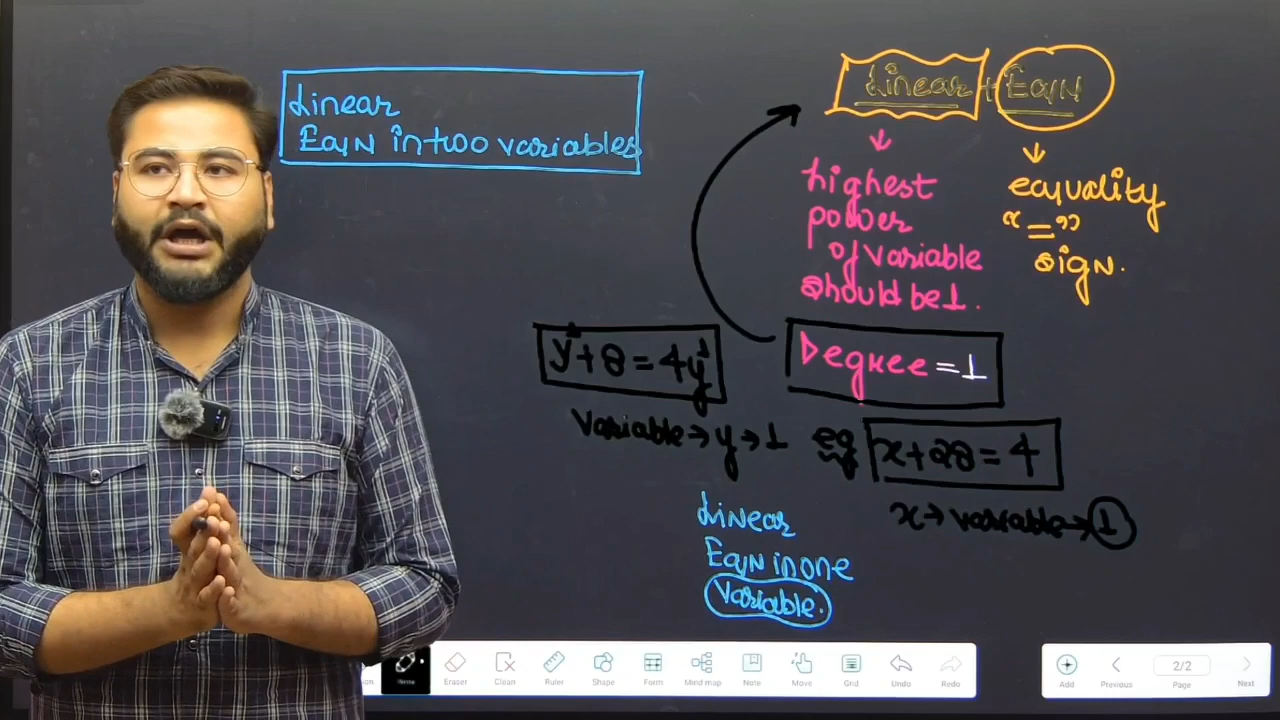 Linear
Eqn in two variables
Linear + Eqn
highest
power
of variable
should be 1.
equality
"="
sign.
y¹+8=4y¹
Degree = 1
variable → y → 1
eg x+28=4
x → variable → 1
Linear
Eqn in one
Variable.
Eraser Clean Ruler Shape Form Mind map Note Move Grid Undo Redo
Add Previous 2/2 Page Next